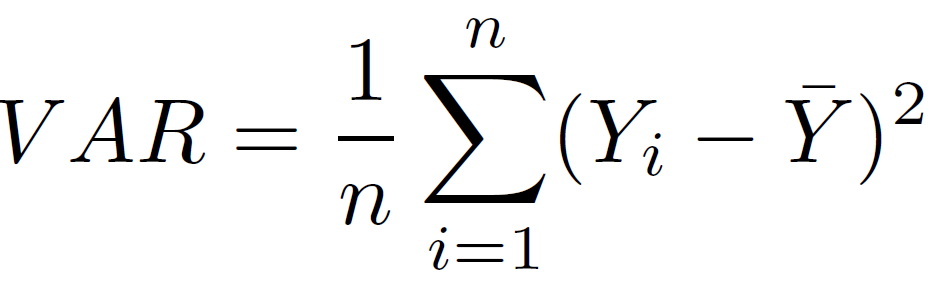 VAR = \frac{1}{n} \sum_{i=1}^{n} (Y_i - \bar{Y})^2